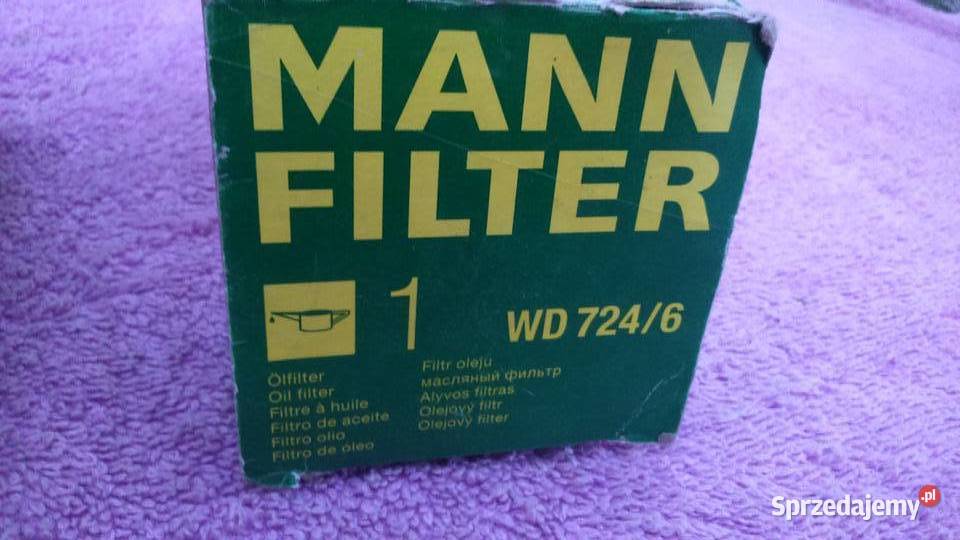 MANN
FILTER
1
WD 724/6
Ölfilter
Oil filter
Filtre à huile
Filtro de aceite
Filtro olio
Filtro de óleo
Filtr oleju
масляный фильтр
Alyvos filtras
Olejový filtr
Olejový filter
Sprzedajemy.pl